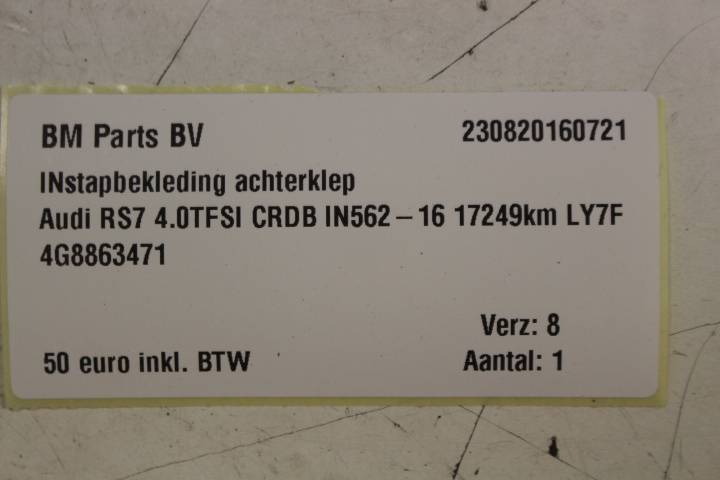 BM Parts BV 230820160721
INstapbekleding achterklep
Audi RS7 4.0TFSI CRDB IN562-16 17249km LY7F
4G8863471
Verz: 8
50 euro inkl. BTW Aantal: 1